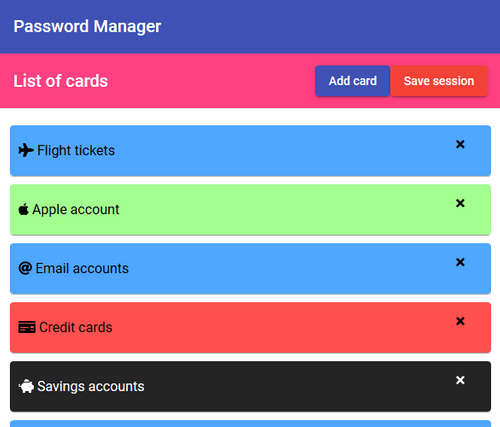 Password Manager
List of cards
Add card
Save session
Flight tickets
Apple account
Email accounts
Credit cards
Savings accounts